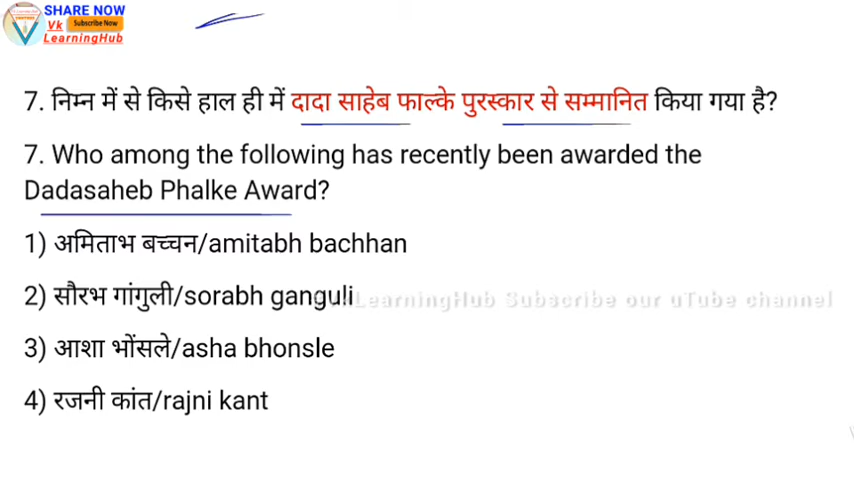 SHARE NOW
Vk Subscribe Now
LearningHub
7. निम्न में से किसे हाल ही में दादा साहेब फाल्के पुरस्कार से सम्मानित किया गया है?
7. Who among the following has recently been awarded the
Dadasaheb Phalke Award?
1) अमिताभ बच्चन/amitabh bachhan
2) सौरभ गांगुली/sorabh ganguli
LearningHub Subscribe our uTube channel
3) आशा भोंसले/asha bhonsle
4) रजनी कांत/rajni kant